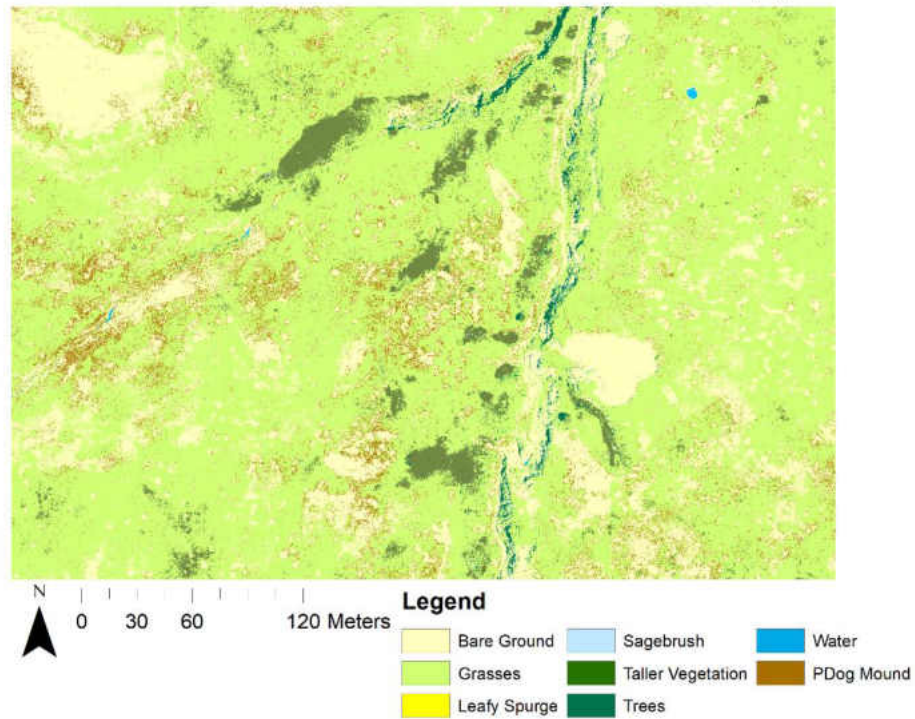 N
0 30 60 120 Meters
Legend
Bare Ground
Grasses
Leafy Spurge
Sagebrush
Taller Vegetation
Trees
Water
PDog Mound